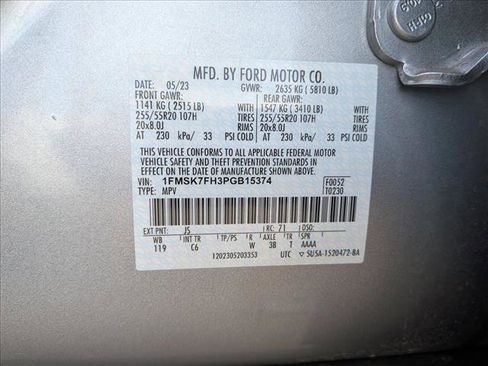 MFD. BY FORD MOTOR CO.
DATE: 05/23 GVWR: 2635 KG ( 5810 LB)
FRONT GAWR: REAR GAWR:
1141 KG ( 2515 LB) 1547 KG ( 3410 LB) WITH
255/55R20 107H WITH 255/55R20 107H TIRES
20x8.0J TIRES 20x8.0J RIMS
AT 230 kPa/ 33 RIMS PSI COLD AT 230 kPa/ 33 PSI COLD
THIS VEHICLE CONFORMS TO ALL APPLICABLE FEDERAL MOTOR
VEHICLE SAFETY AND THEFT PREVENTION STANDARDS IN
EFFECT ON THE DATE OF MANUFACTURE SHOWN ABOVE.
VIN: 1FMSK7FH3PGB15374 F0052
TYPE: MPV T0230
EXT PNT: JS RC: 71 DSO:
WB INT TR TP/PS R AXLE TR SPR
119 C6 W 3B T AAAA
1202305203353 UTC 5U5A-1520472-BA